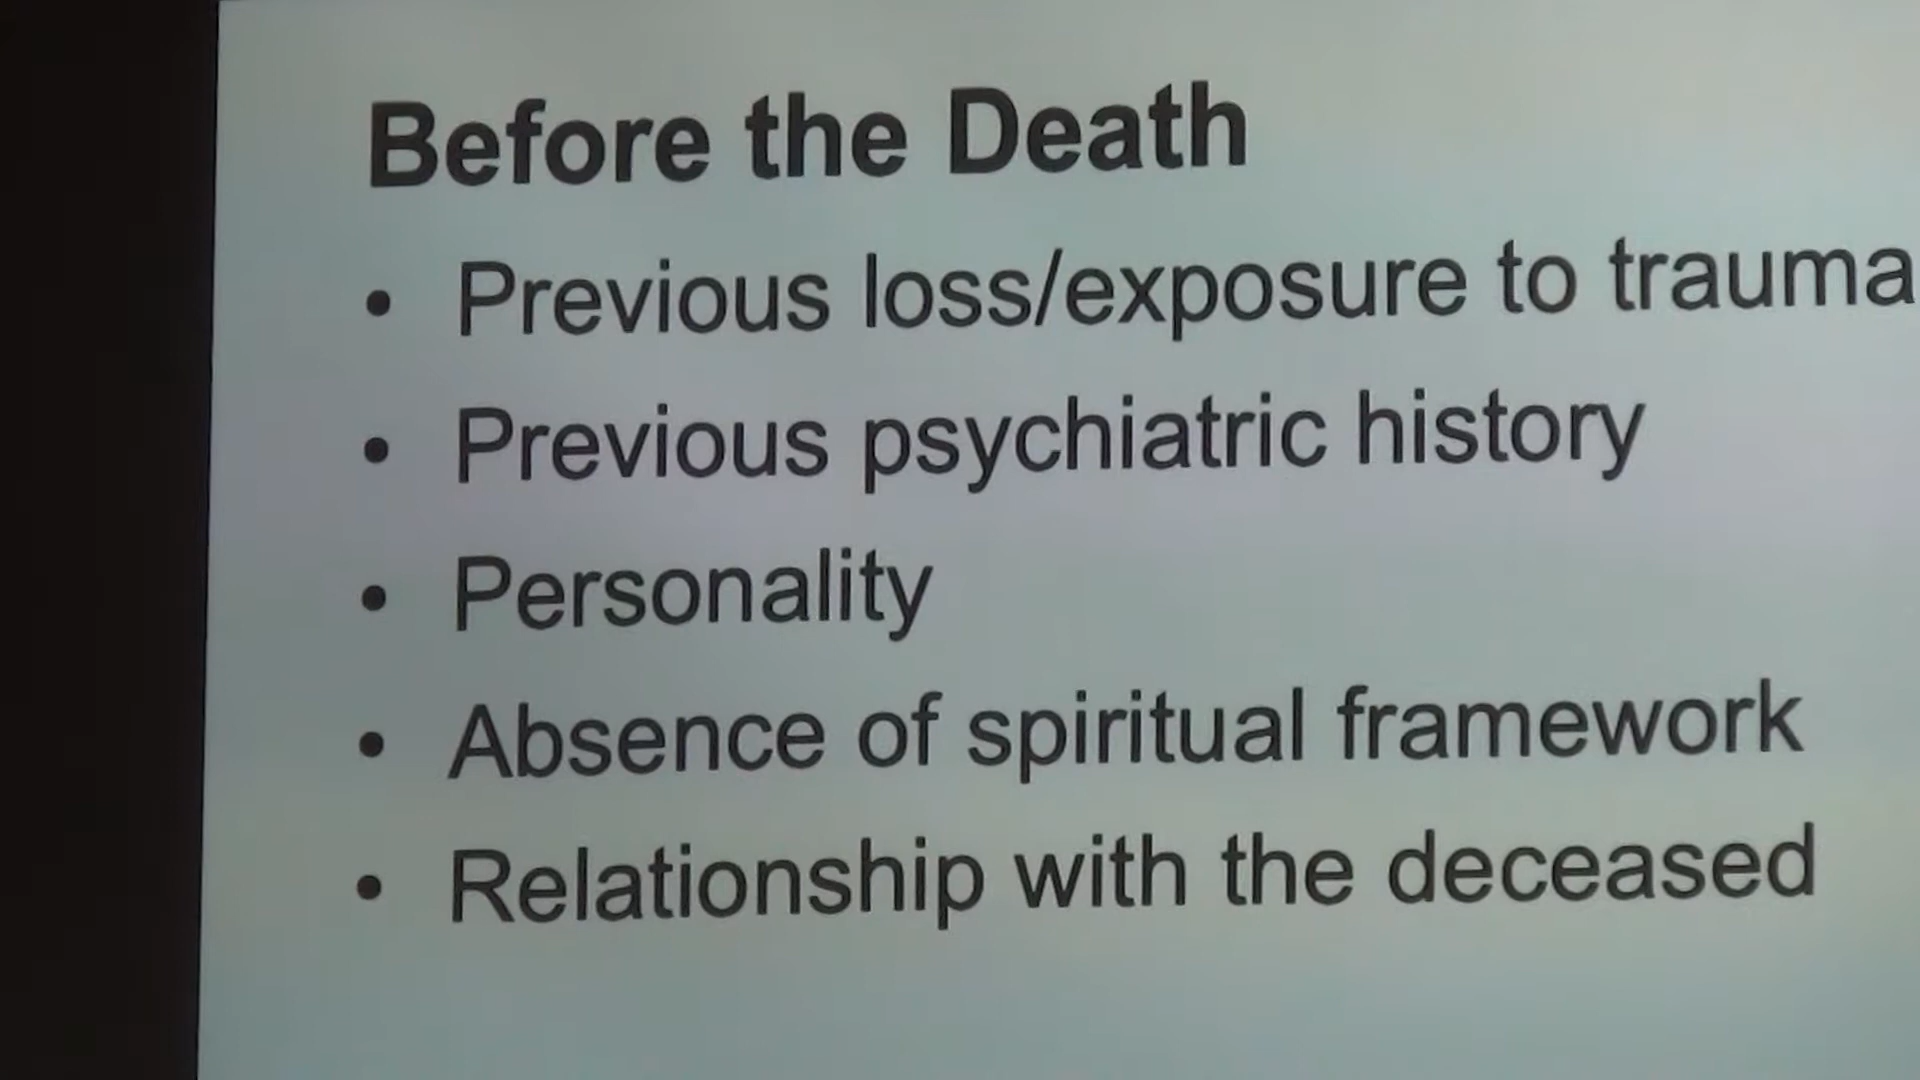 Before the Death
• Previous loss/exposure to trauma
• Previous psychiatric history
• Personality
• Absence of spiritual framework
• Relationship with the deceased